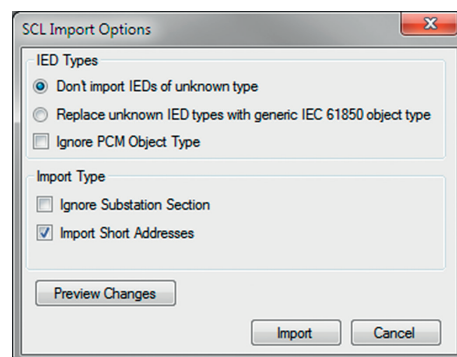 SCL Import Options
IED Types
Don't import IEDs of unknown type
Replace unknown IED types with generic IEC 61850 object type
Ignore PCM Object Type
Import Type
Ignore Substation Section
Import Short Addresses
Preview Changes
Import Cancel